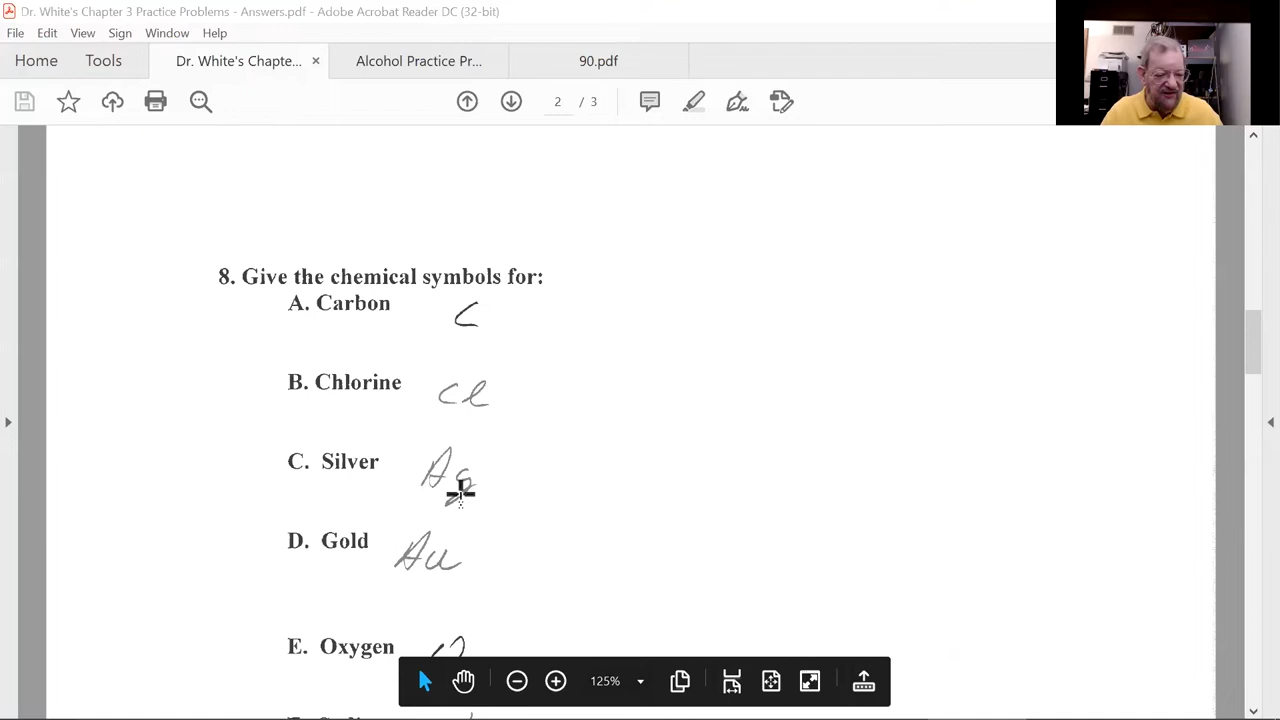 Dr. White's Chapter 3 Practice Problems - Answers.pdf - Adobe Acrobat Reader DC (32-bit)
File Edit View Sign Window Help
Home Tools Dr. White's Chapte... × Alcohol Practice Pr... 90.pdf
2 / 3
8. Give the chemical symbols for:
A. Carbon C
B. Chlorine Cl
C. Silver Ag
D. Gold Au
E. Oxygen O
125%